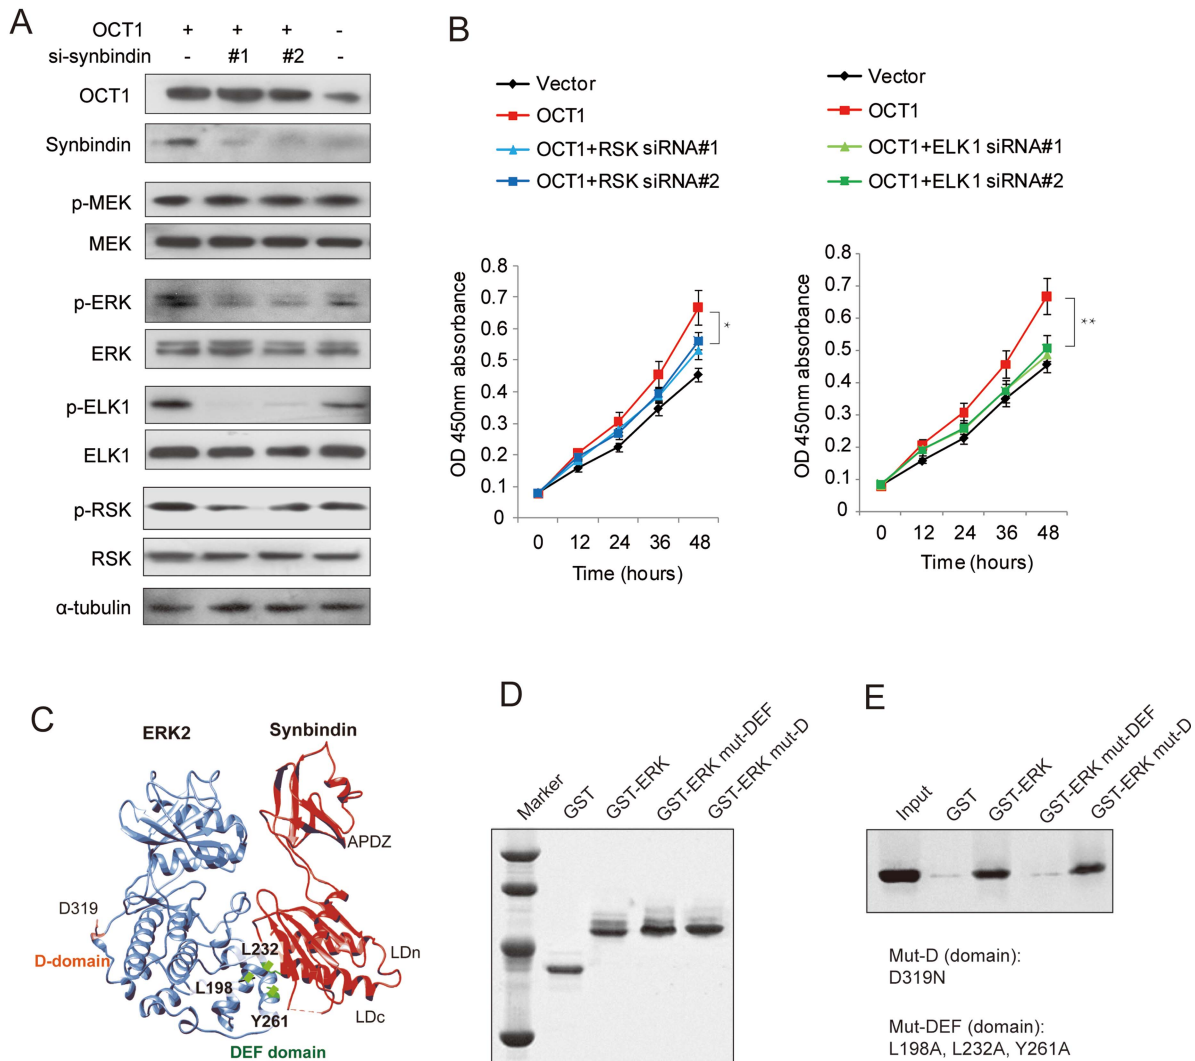 A
OCT1 + + + -
si-synbindin - #1 #2 -
OCT1
Synbindin
p-MEK
MEK
p-ERK
ERK
p-ELK1
ELK1
p-RSK
RSK
α-tubulin
B
Vector
OCT1
OCT1+RSK siRNA#1
OCT1+RSK siRNA#2
OD 450nm absorbance
0.8
0.7
0.6
0.5
0.4
0.3
0.2
0.1
0
*
0 12 24 36 48
Time (hours)
Vector
OCT1
OCT1+ELK1 siRNA#1
OCT1+ELK1 siRNA#2
OD 450nm absorbance
0.8
0.7
0.6
0.5
0.4
0.3
0.2
0.1
0
**
0 12 24 36 48
Time (hours)
C
ERK2
Synbindin
APDZ
D319
D-domain
L232
L198
LDn
LDc
Y261
DEF domain
D
Marker
GST
GST-ERK
GST-ERK mut-DEF
GST-ERK mut-D
E
Input
GST
GST-ERK
GST-ERK mut-DEF
GST-ERK mut-D
Mut-D (domain):
D319N
Mut-DEF (domain):
L198A, L232A, Y261A